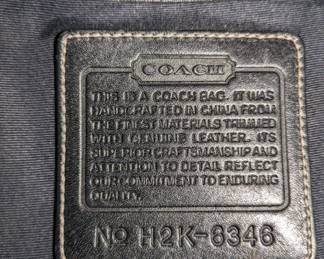 COACH
THIS IS A COACH BAG. IT WAS
HANDCRAFTED IN CHINA FROM
THE FINEST MATERIALS TRIMMED
WITH GENUINE LEATHER. ITS
SUPERIOR CRAFTSMANSHIP AND
ATTENTION TO DETAIL REFLECT
OUR COMMITMENT TO ENDURING
QUALITY.
No H2K-6346